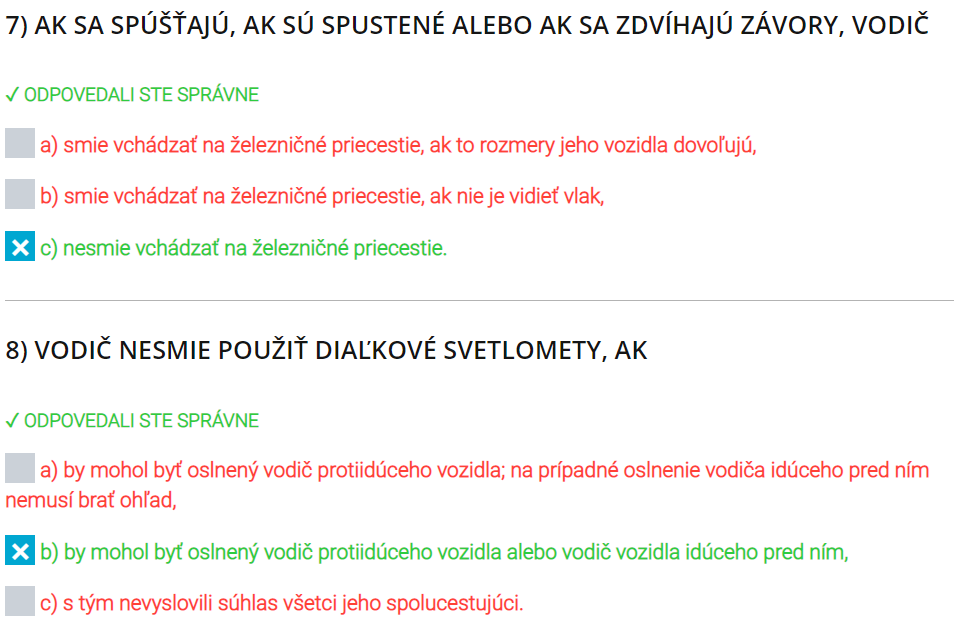 7) AK SA SPÚŠŤAJÚ, AK SÚ SPUSTENÉ ALEBO AK SA ZDVÍHAJÚ ZÁVORY, VODIČ
✓ ODPOVEDALI STE SPRÁVNE
a) smie vchádzať na železničné priecestie, ak to rozmery jeho vozidla dovoľujú,
b) smie vchádzať na železničné priecestie, ak nie je vidieť vlak,
c) nesmie vchádzať na železničné priecestie.
8) VODIČ NESMIE POUŽIŤ DIAĽKOVÉ SVETLOMETY, AK
✓ ODPOVEDALI STE SPRÁVNE
a) by mohol byť oslnený vodič protiidúceho vozidla; na prípadné oslnenie vodiča idúceho pred ním
nemusí brať ohľad,
b) by mohol byť oslnený vodič protiidúceho vozidla alebo vodič vozidla idúceho pred ním,
c) s tým nevyslovili súhlas všetci jeho spolucestujúci.